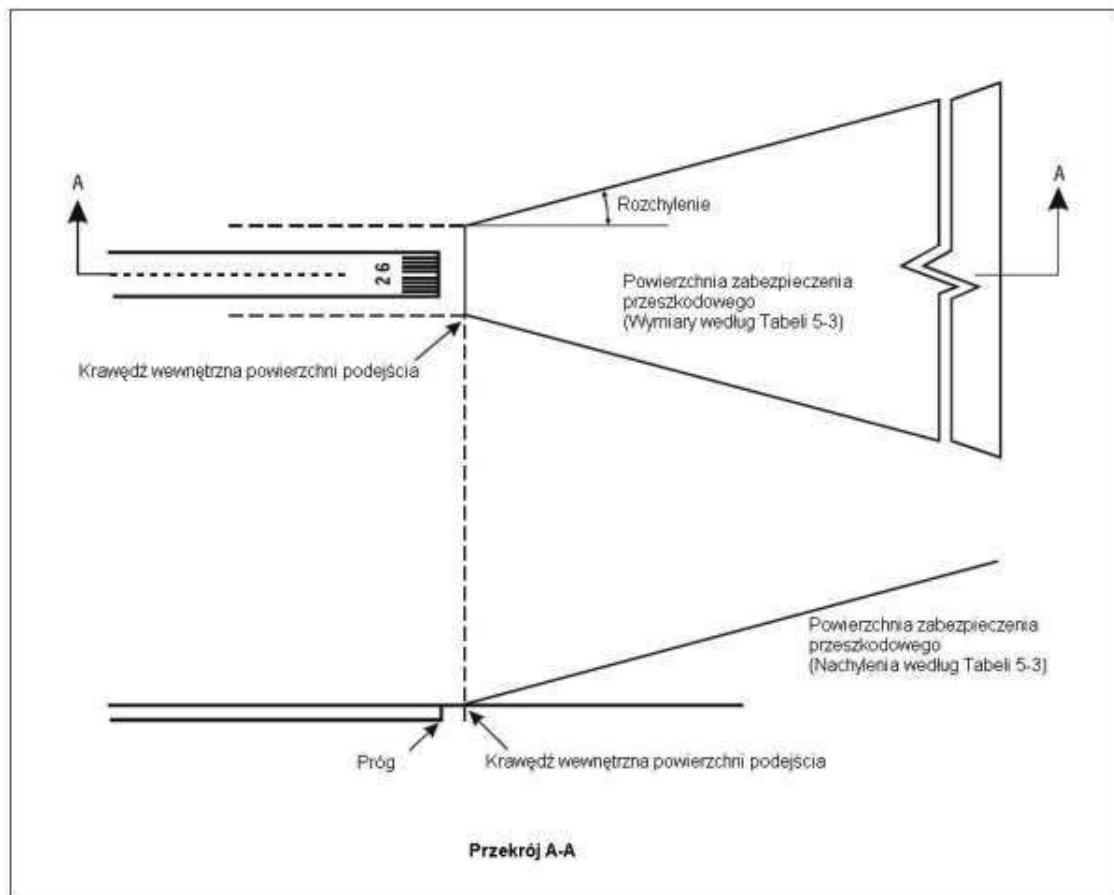 A
A
Rozchylenie
26
Powierzchnia zabezpieczenia
przeszkodowego
(Wymiary według Tabeli 5-3)
Krawędź wewnętrzna powierzchni podejścia
Powierzchnia zabezpieczenia
przeszkodowego
(Nachylenia według Tabeli 5-3)
Próg
Krawędź wewnętrzna powierzchni podejścia
Przekrój A-A